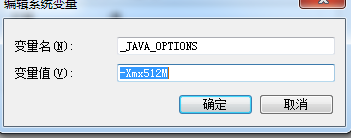 编辑系统变量
变量名(N):
_JAVA_OPTIONS
变量值(V):
-Xmx512M
确定
取消